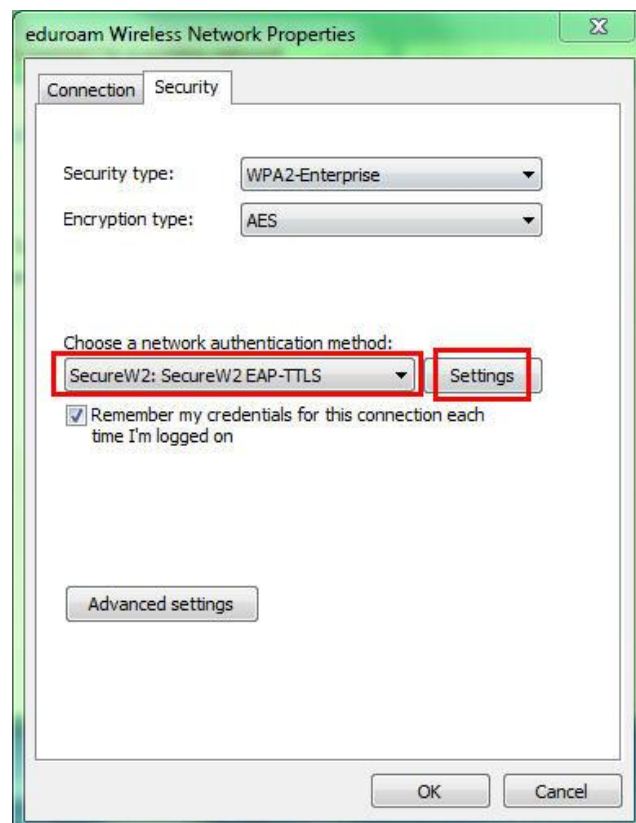 eduroam Wireless Network Properties
Connection Security
Security type: WPA2-Enterprise
Encryption type: AES
Choose a network authentication method:
SecureW2: SecureW2 EAP-TTLS Settings
Remember my credentials for this connection each
time I'm logged on
Advanced settings
OK Cancel